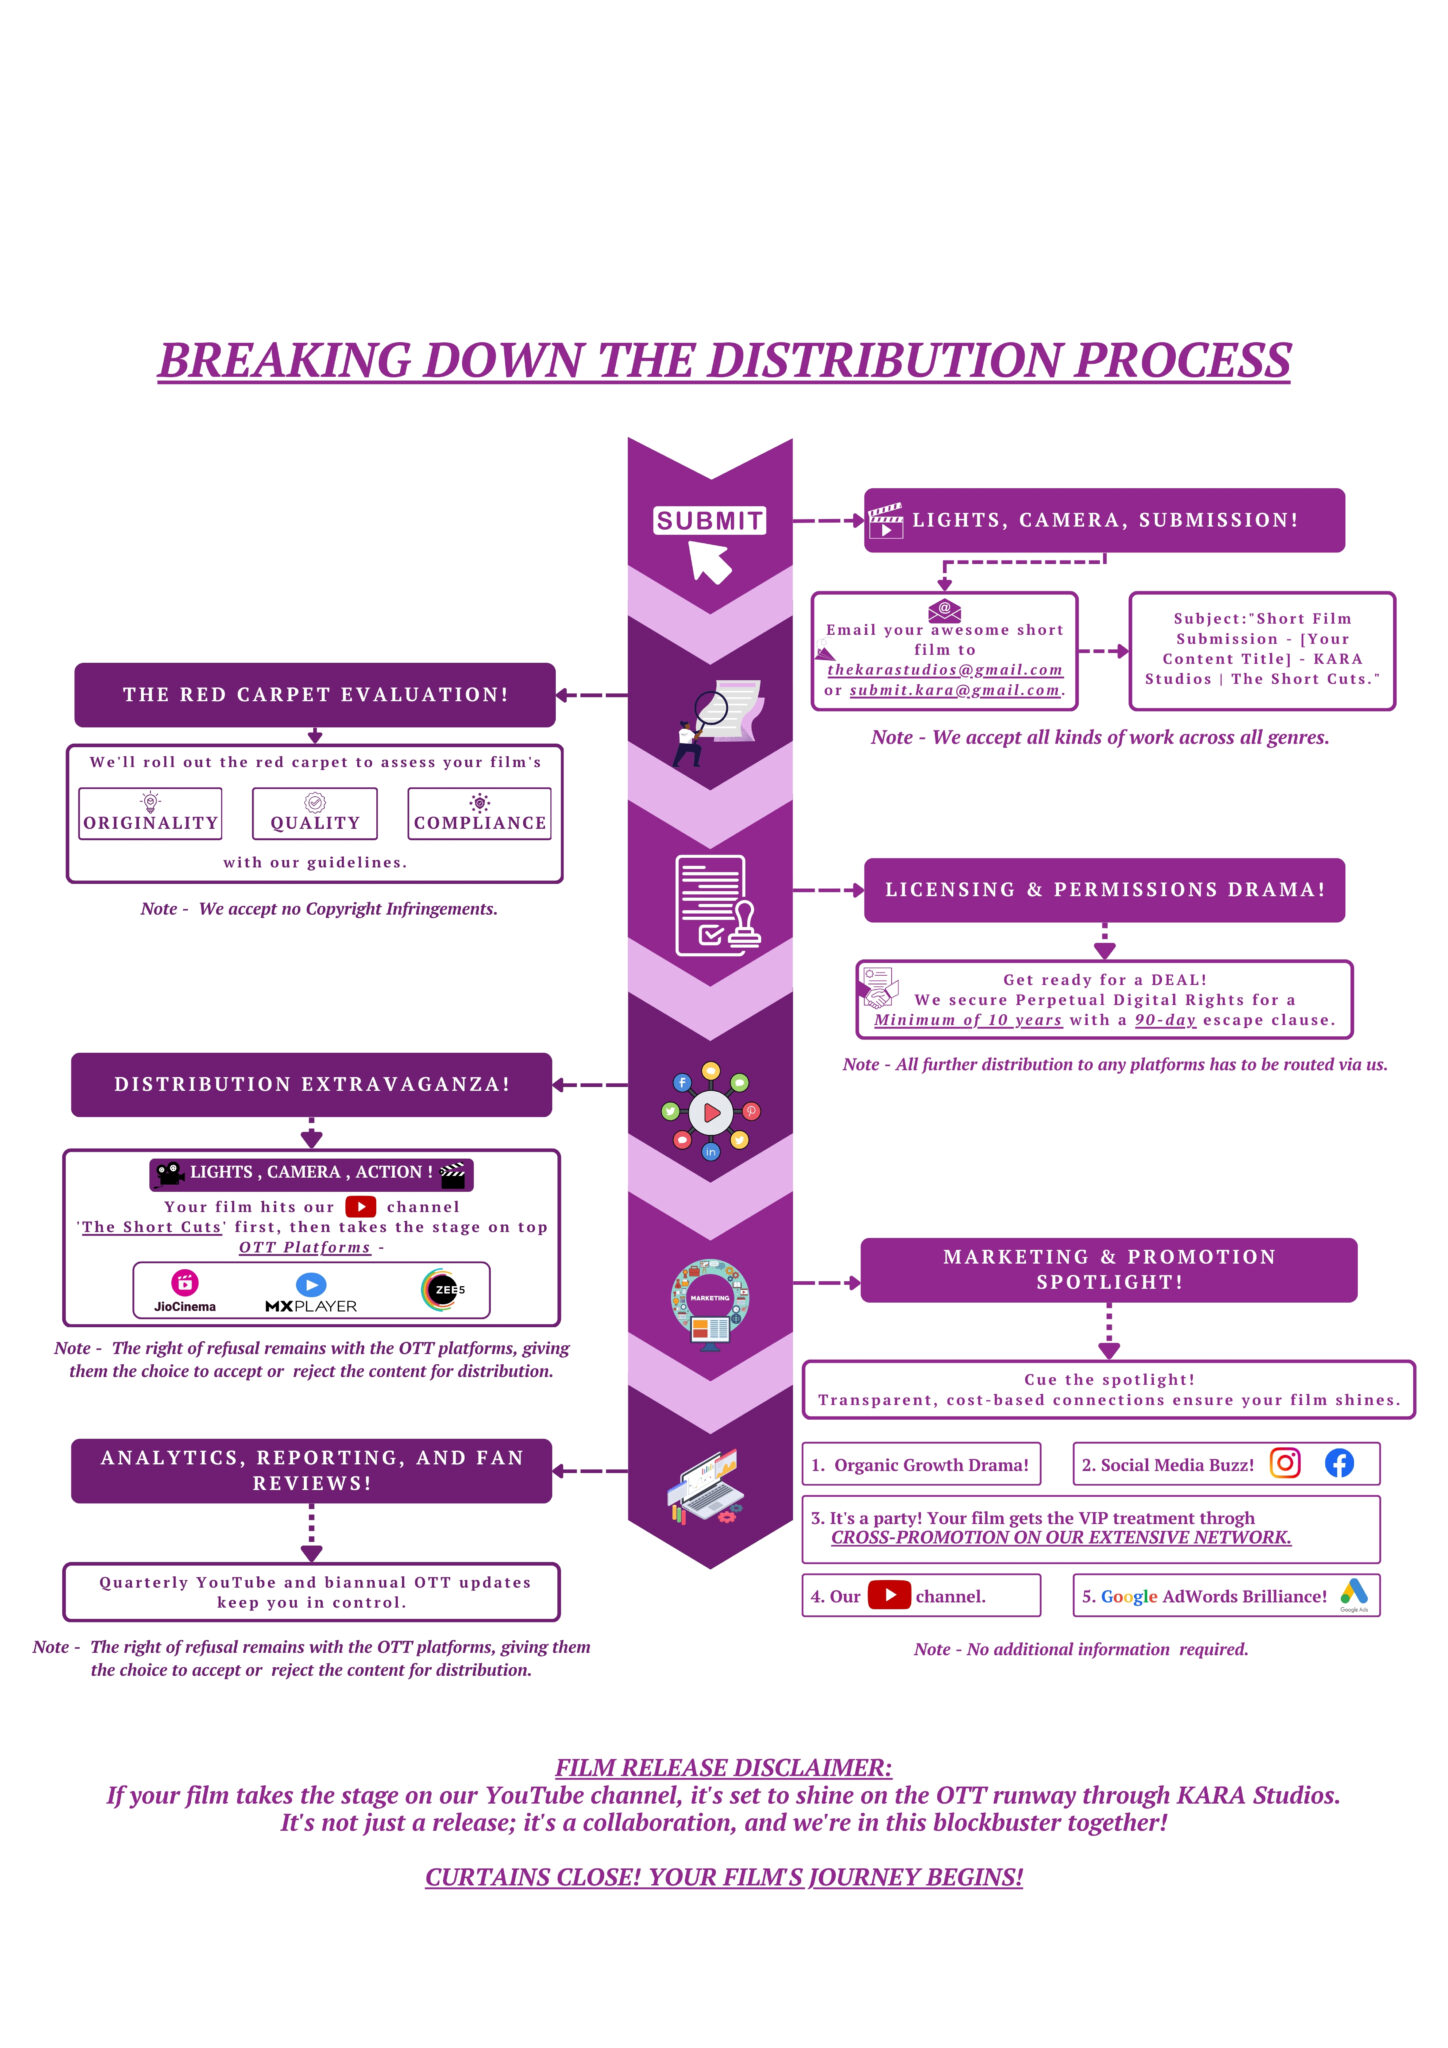 BREAKING DOWN THE DISTRIBUTION PROCESS
SUBMIT
LIGHTS, CAMERA, SUBMISSION!
Email your awesome short
film to
thekarastudios@gmail.com
or submit.kara@gmail.com.
Subject:"Short Film
Submission - [Your
Content Title] - KARA
Studios | The Short Cuts."
Note - We accept all kinds of work across all genres.
THE RED CARPET EVALUATION!
We'll roll out the red carpet to assess your film's
ORIGINALITY
QUALITY
COMPLIANCE
with our guidelines.
Note - We accept no Copyright Infringements.
LICENSING & PERMISSIONS DRAMA!
Get ready for a DEAL!
We secure Perpetual Digital Rights for a
Minimum of 10 years with a 90-day escape clause.
Note - All further distribution to any platforms has to be routed via us.
DISTRIBUTION EXTRAVAGANZA!
LIGHTS , CAMERA , ACTION !
Your film hits our channel
'The Short Cuts' first, then takes the stage on top
OTT Platforms -
JioCinema
MXPLAYER
ZEE5
Note - The right of refusal remains with the OTT platforms, giving
them the choice to accept or reject the content for distribution.
MARKETING
MARKETING & PROMOTION
SPOTLIGHT!
Cue the spotlight!
Transparent, cost-based connections ensure your film shines.
1. Organic Growth Drama!
2. Social Media Buzz!
3. It's a party! Your film gets the VIP treatment throgh
CROSS-PROMOTION ON OUR EXTENSIVE NETWORK.
4. Our channel.
5. Google AdWords Brilliance!
Google Ads
Note - No additional information required.
ANALYTICS, REPORTING, AND FAN
REVIEWS!
Quarterly YouTube and biannual OTT updates
keep you in control.
Note - The right of refusal remains with the OTT platforms, giving them
the choice to accept or reject the content for distribution.
FILM RELEASE DISCLAIMER:
If your film takes the stage on our YouTube channel, it's set to shine on the OTT runway through KARA Studios.
It's not just a release; it's a collaboration, and we're in this blockbuster together!
CURTAINS CLOSE! YOUR FILM'S JOURNEY BEGINS!